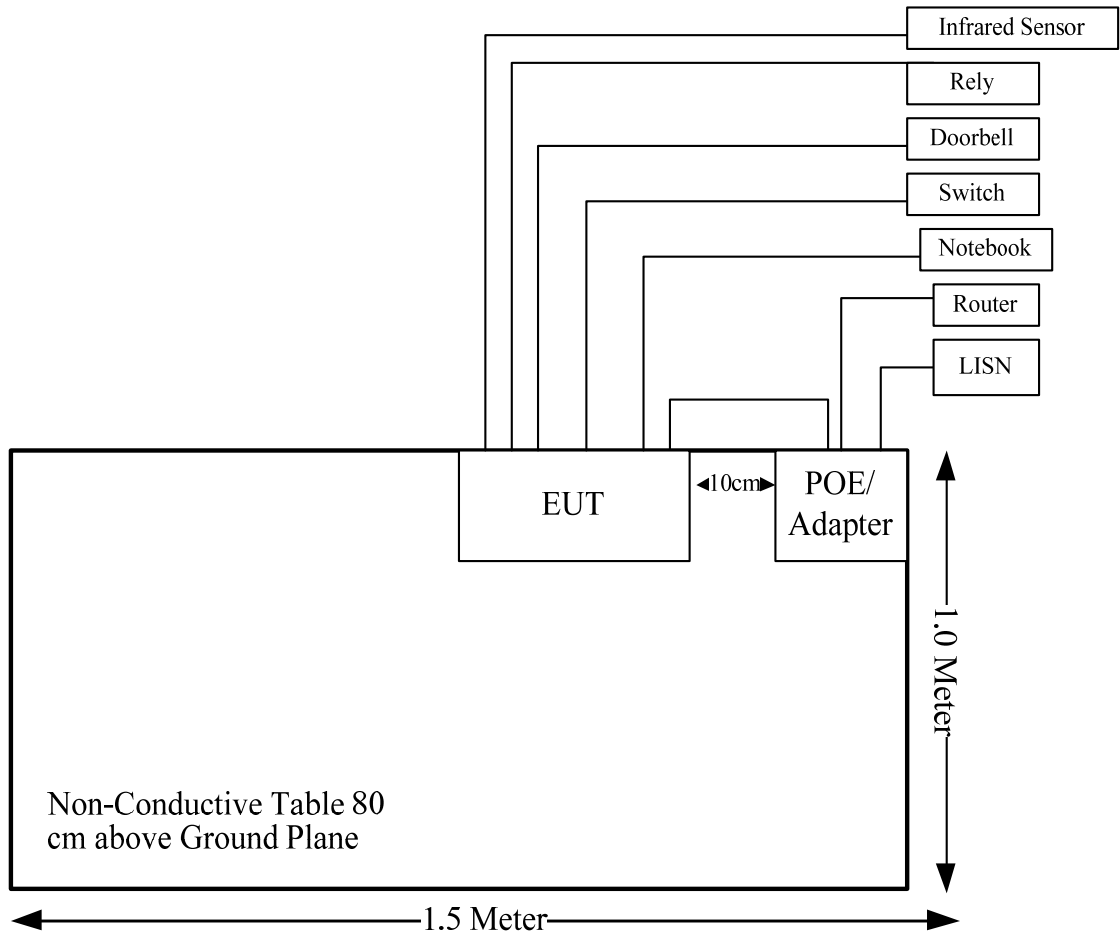 Infrared Sensor
Rely
Doorbell
Switch
Notebook
Router
LISN
EUT
10cm
POE/
Adapter
1.0 Meter
Non-Conductive Table 80
cm above Ground Plane
1.5 Meter